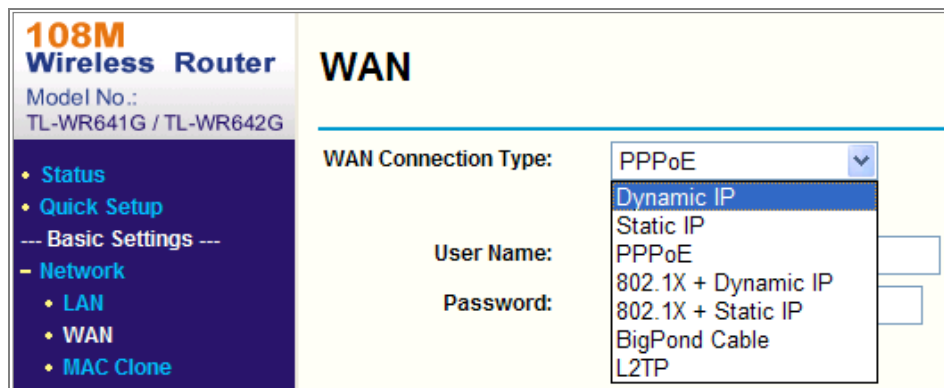 108M
Wireless Router
Model No.:
TL-WR641G / TL-WR642G
• Status
• Quick Setup
--- Basic Settings ---
– Network
• LAN
• WAN
• MAC Clone
WAN
WAN Connection Type:
PPPoE
Dynamic IP
Static IP
PPPoE
802.1X + Dynamic IP
802.1X + Static IP
BigPond Cable
L2TP
User Name:
Password: